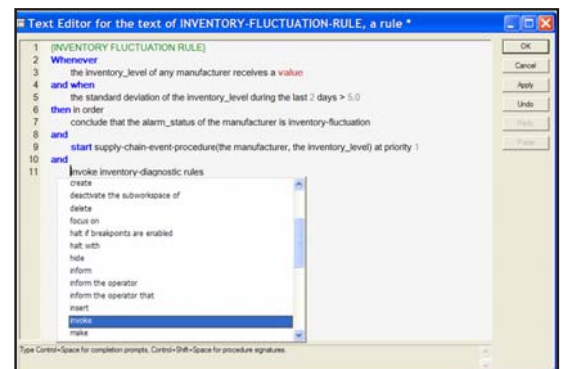 Text Editor for the text of INVENTORY-FLUCTUATION-RULE, a rule *
1 {INVENTORY FLUCTUATION RULE}
2 Whenever
3 the inventory_level of any manufacturer receives a value
4 and when
5 the standard deviation of the inventory_level during the last 2 days > 5.0
6 then in order
7 conclude that the alarm_status of the manufacturer is inventory-fluctuation
8 and
9 start supply-chain-event-procedure(the manufacturer, the inventory_level) at priority 1
10 and
11 invoke inventory-diagnostic rules
create
deactivate the subworkspace of
delete
focus on
halt if breakpoints are enabled
halt with
hide
inform
inform the operator
inform the operator that
insert
invoke
make
OK
Cancel
Apply
Undo
Redo
Paste
Type Control+Space for completion prompts, Control+Shift+Space for procedure signatures.